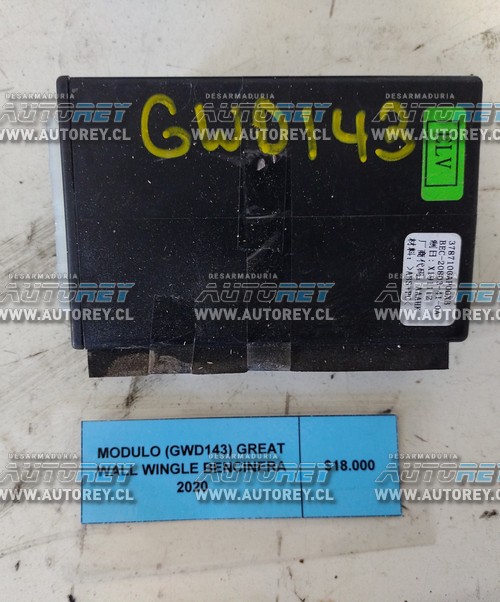 GWD143
ELV
MODULO (GWD143) GREAT
WALL WINGLE BENCINERA
2020
$18.000
DESARMADURIA
AUTOREY
WWW.AUTOREY.CL